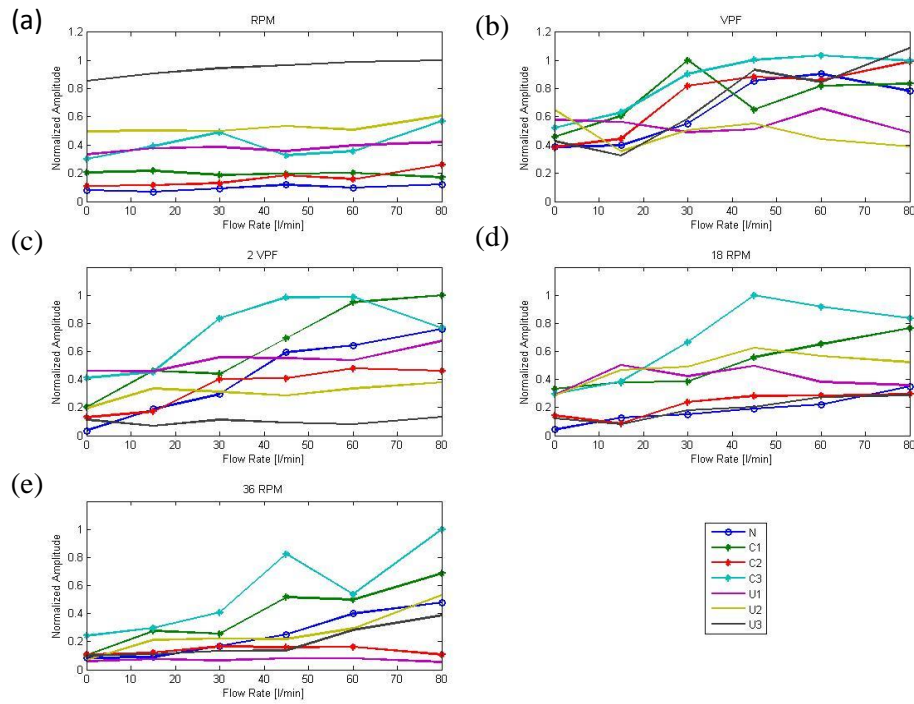 (a)
RPM
Normalized Amplitude
1.2
1
0.8
0.6
0.4
0.2
0
0 10 20 30 40 50 60 70 80
Flow Rate [l/min]
(b)
VPF
Normalized Amplitude
1.2
1
0.8
0.6
0.4
0.2
0
0 10 20 30 40 50 60 70 80
Flow Rate [l/min]
(c)
2 VPF
Normalized Amplitude
1
0.8
0.6
0.4
0.2
0
0 10 20 30 40 50 60 70 80
Flow Rate [l/min]
(d)
18 RPM
Normalized Amplitude
1
0.8
0.6
0.4
0.2
0
0 10 20 30 40 50 60 70 80
Flow Rate [l/min]
(e)
36 RPM
Normalized Amplitude
1
0.8
0.6
0.4
0.2
0
0 10 20 30 40 50 60 70 80
Flow Rate [l/min]
N
C1
C2
C3
U1
U2
U3